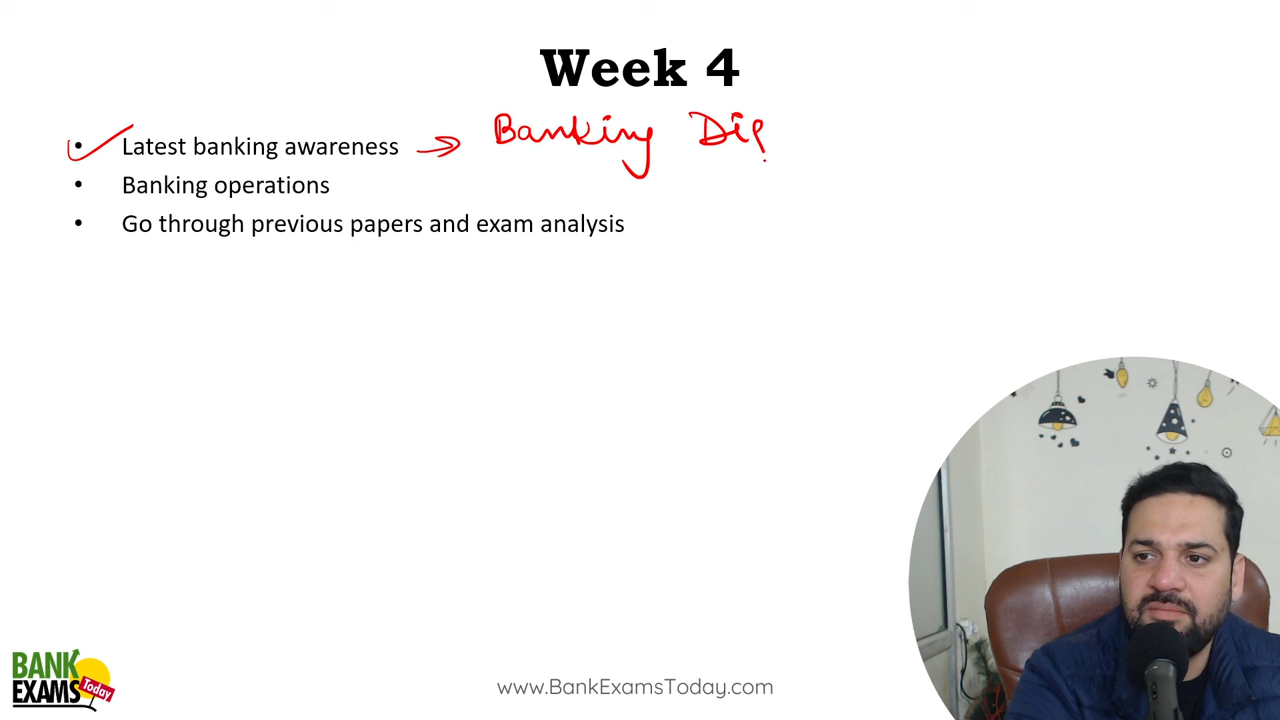 Week 4
• Latest banking awareness → Banking
• Banking operations
• Go through previous papers and exam analysis
BANK
EXAMS
Today
www.BankExamsToday.com